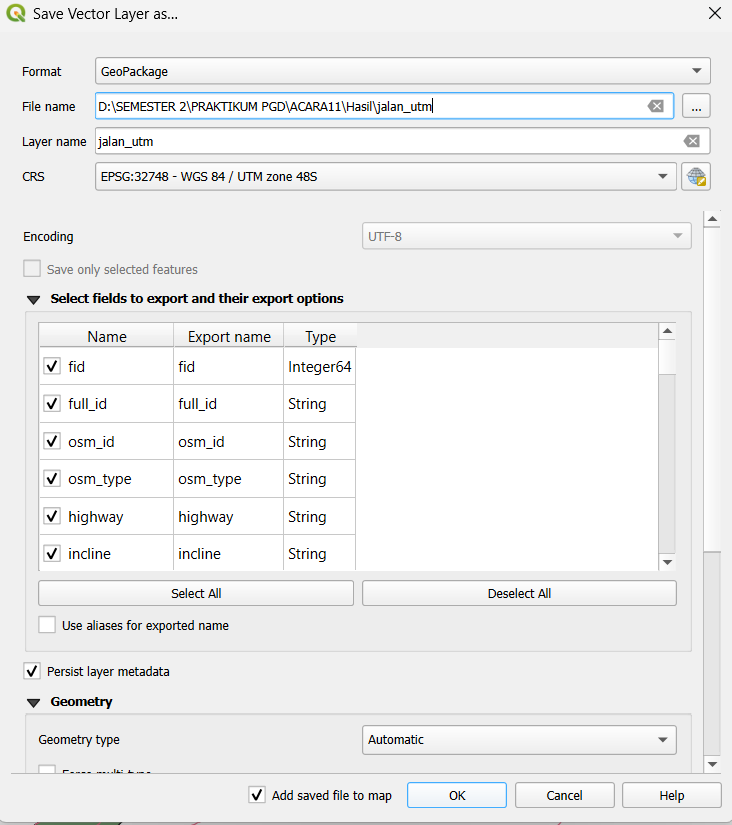 Save Vector Layer as...
Format GeoPackage
File name D:\SEMESTER 2\PRAKTIKUM PGD\ACARA11\Hasil\jalan_utm ...
Layer name jalan_utm
CRS EPSG:32748 - WGS 84 / UTM zone 48S
Encoding UTF-8
Save only selected features
Select fields to export and their export options
Name Export name Type
fid fid Integer64
full_id full_id String
osm_id osm_id String
osm_type osm_type String
highway highway String
incline incline String
Select All Deselect All
Use aliases for exported name
Persist layer metadata
Geometry
Geometry type Automatic
Force multi-type
Add saved file to map OK Cancel Help